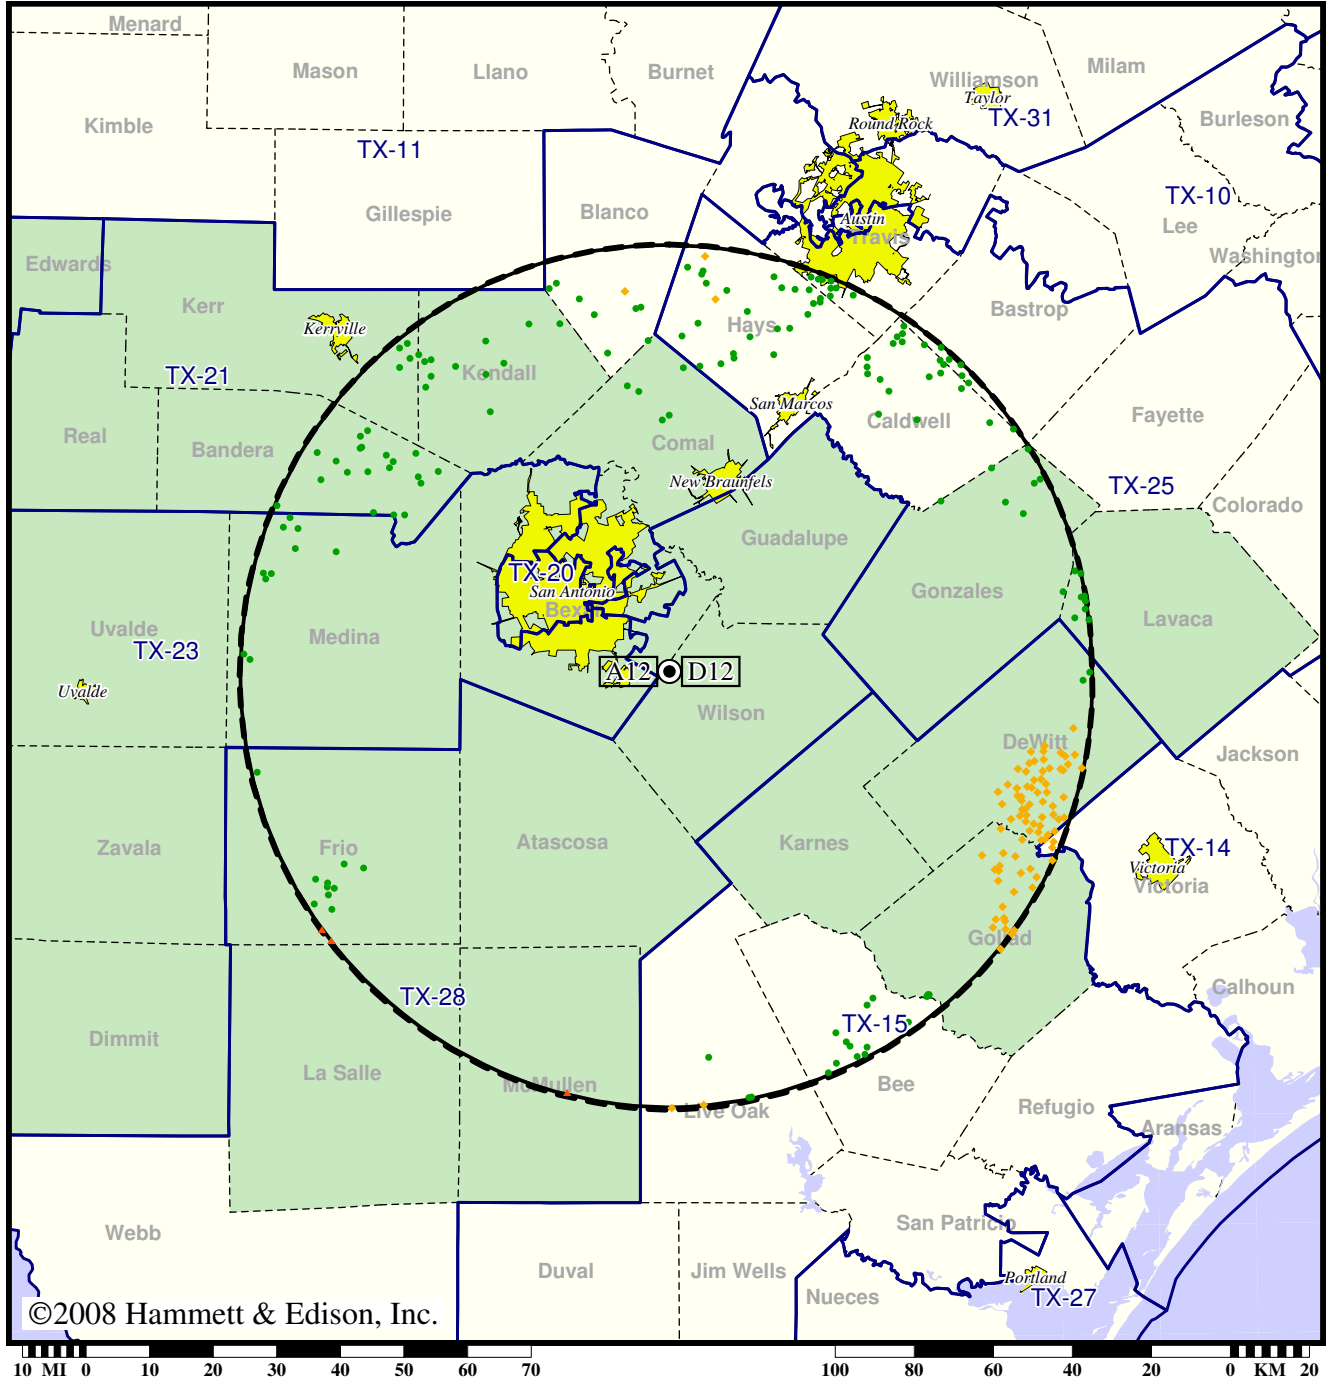 Menard
Mason
Llano
Burnet
Williamson
Milam
Taylor
TX-31
Round Rock
Burleson
Kimble
TX-11
TX-10
Gillespie
Blanco
Austin
Travis
Lee
Washington
Edwards
Kerr
Bastrop
Kerrville
Hays
TX-21
Kendall
San Marcos
Caldwell
Fayette
Real
Bandera
Comal
New Braunfels
TX-25
Colorado
Guadalupe
TX-20
San Antonio
Bexar
Gonzales
Lavaca
Uvalde
TX-23
Medina
A12
D12
Uvalde
Wilson
DeWitt
Jackson
Zavala
Frio
Atascosa
Karnes
TX-14
Victoria
Victoria
Goliad
TX-28
Calhoun
TX-15
Dimmit
La Salle
McMullen
Bee
Live Oak
Refugio
Aransas
Webb
San Patricio
Duval
Jim Wells
Portland
Nueces
TX-27
©2008 Hammett & Edison, Inc.
10 MI 0 10 20 30 40 50 60 70
100 80 60 40 20 0 KM 20